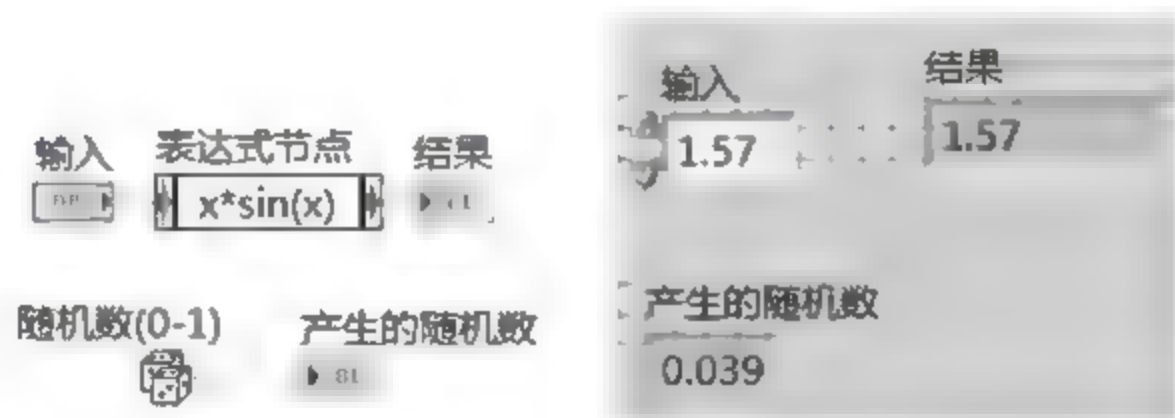 输入 表达式节点 结果
x*sin(x)
随机数(0-1) 产生的随机数
输入 结果
1.57 1.57
产生的随机数
0.039